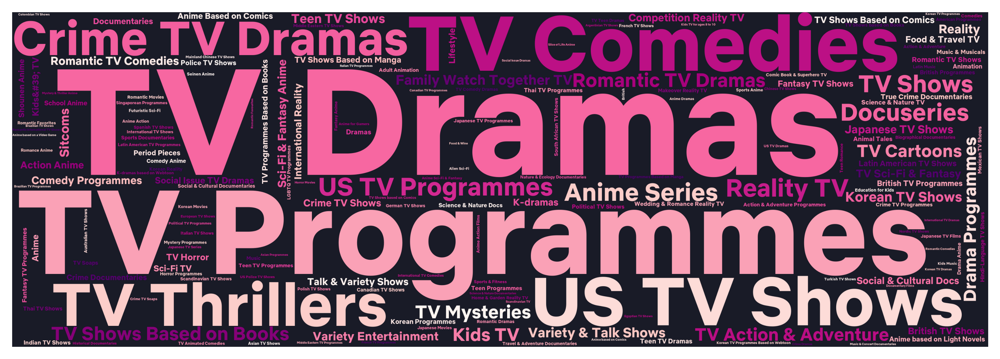 Colombian TV Shows
Documentaries
Anime Based on Comics
Teen TV Shows
Middle Eastern TV Shows
Crime TV Dramas
TV Comedies
Lifestyle
TV Teen Dramas
Argentinian TV Shows
French TV Shows
Competition Reality TV
Kids TV for ages 8 to 10
TV Shows Based on Comics
Korean TV Programmes
Comedies
American Programmes
TV Shows Based on Books
Reality
Food & Travel TV
Action & Adventure
Music & Musicals
Romantic TV Shows
Latin Music
Animation
British Programmes
Slice of Life Anime
Social Issue Dramas
Romantic TV Comedies
Mainland Chinese TV Shows
Police TV Shows
TV Shows Based on Manga
Italian TV Programmes
Adult Animation
Seinen Anime
Shounen Anime
Kids&#39; TV
Mystery & Thriller Anime
School Anime
TV Dramas
Family Watch Together TV
Romantic TV Dramas
Comic Book & Superhero TV
Fantasy TV Shows
TV Shows
Canadian TV Programmes
TV Comedy Dramas
Thai TV Programmes
British
Makeover Reality TV
Sports Anime
Chinese TV Shows
Anime Dramas
True Crime Documentaries
Science & Nature TV
Docuseries
Romantic Movies
Singaporean Programmes
Futuristic Sci-Fi
Anime Action
Spanish TV Shows
International TV Shows
Sports Documentaries
Latin American TV Programmes
Period Pieces
Comedy Anime
Korean Reality
K-dramas based on Webtoon
Romantic Favourites
TV Programmes Based on Books
Sci-Fi & Fantasy Anime
LGBTQ TV Programmes
International Reality
Romantic Favorites
Brazilian TV Shows
Anime based on a Video Game
Sitcoms
Romance Anime
Action Anime
Fantasy Anime
Anime for Gamers
Dramas
Japanese TV Programmes
Food & Wine
Alien Sci-Fi
South African TV Shows
US TV Dramas
Teen Romance
Japanese TV Shows
Animal Tales
Biographical Documentaries
TV Cartoons
Latin American TV Shows
TV Sci-Fi & Fantasy
Mexican TV Shows
Drama Programmes
Comedy Programmes
Social Issue TV Dramas
Social & Cultural Documentaries
Brazilian TV Programmes
Horror Movies
US TV Programmes
Anime Sci-Fi & Fantasy
Nature & Ecology Documentaries
TV Programmes Based on Manga
TV Shows based on Comics
Anime Series
Reality TV
British TV Programmes
Education for Kids
Korean TV Shows
Crime TV Programmes
Crime TV Shows
German TV Shows
Science & Nature Docs
K-dramas
Political TV Shows
Wedding & Romance Reality TV
Action & Adventure Programmes
TV Programmes
Korean Movies
European TV Shows
Political TV Programmes
Italian TV Shows
Mystery Programmes
Japanese TV Series
TV Horror
Sci-Fi TV
Horror Programmes
Scandinavian TV Shows
Australian TV Shows
Fantasy TV Programmes
Anime
TV Soaps
Crime Documentaries
Asian Programmes
Music
Teen TV Programmes
US Police TV Shows
Anime Action Films
International TV Dramas
Nordic TV Shows
Japanese TV Films
Romantic Comedies
Drama Anime
Kids Music
Korean TV Dramas
Hindi-Language TV Shows
International TV Comedies
Talk & Variety Shows
Polish TV Shows
Canadian TV Shows
Sports & Fitness
Teen Programmes
Science & Nature Documentaries
Home & Garden Reality TV
Scandinavian TV
Turkish TV Shows
Social & Cultural Docs
Documentary Films
TV Thrillers
Crime TV Soaps
Thai TV Shows
US TV Shows
Egyptian TV Shows
TV Mysteries
Korean Programmes
Romantic Dramas
Japanese Movies
TV Shows Based on Books
Variety Entertainment
Kids TV
Variety & Talk Shows
TV Action & Adventure
British TV Shows
Anime based on Comics
Anime based on Light Novels
Indian TV Shows
Historical Documentaries
TV Animated Comedies
Asian TV Shows
Middle Eastern TV Programmes
Travel & Adventure Documentaries
Teen TV Dramas
Korean TV Programmes Based on Webtoon
Music & Concert Documentaries